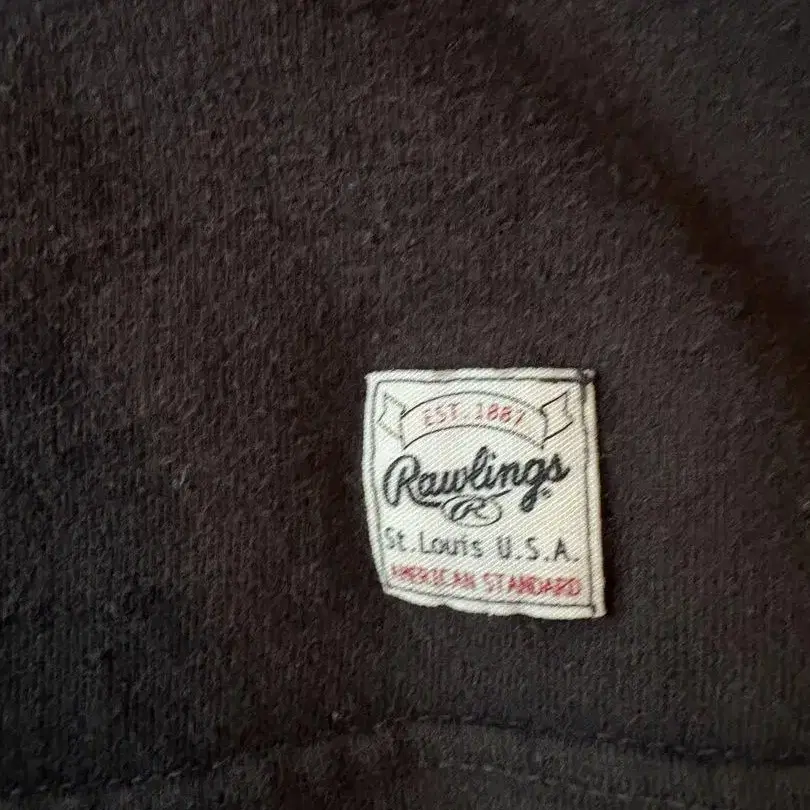 EST. 1887
Rawlings
R
St. Louis U.S.A.
AMERICAN STANDARD